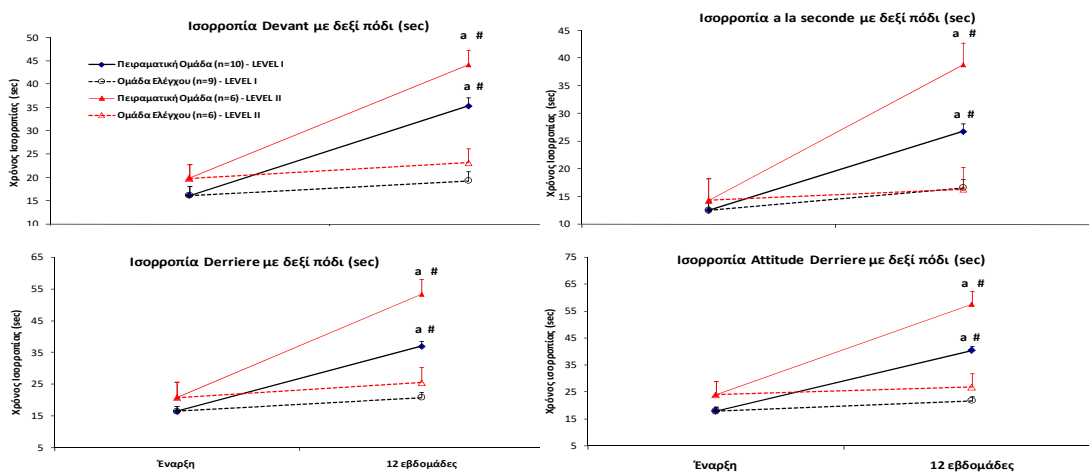 Ισορροπία Devant με δεξί πόδι (sec)
Χρόνος Ισορροπίας (sec)
50
45
40
35
30
25
20
15
10
Πειραματική Ομάδα (n=10) - LEVEL I
Ομάδα Ελέγχου (n=9) - LEVEL I
Πειραματική Ομάδα (n=6) - LEVEL II
Ομάδα Ελέγχου (n=6) - LEVEL II
a #
a #
Ισορροπία a la seconde με δεξί πόδι (sec)
Χρόνος Ισορροπίας (sec)
45
40
35
30
25
20
15
10
a #
a #
Ισορροπία Derriere με δεξί πόδι (sec)
Χρόνος Ισορροπίας (sec)
65
55
45
35
25
15
5
a #
a #
Έναρξη 12 εβδομάδες
Ισορροπία Attitude Derriere με δεξί πόδι (sec)
Χρόνος Ισορροπίας (sec)
75
65
55
45
35
25
15
5
a #
a #
Έναρξη 12 εβδομάδες